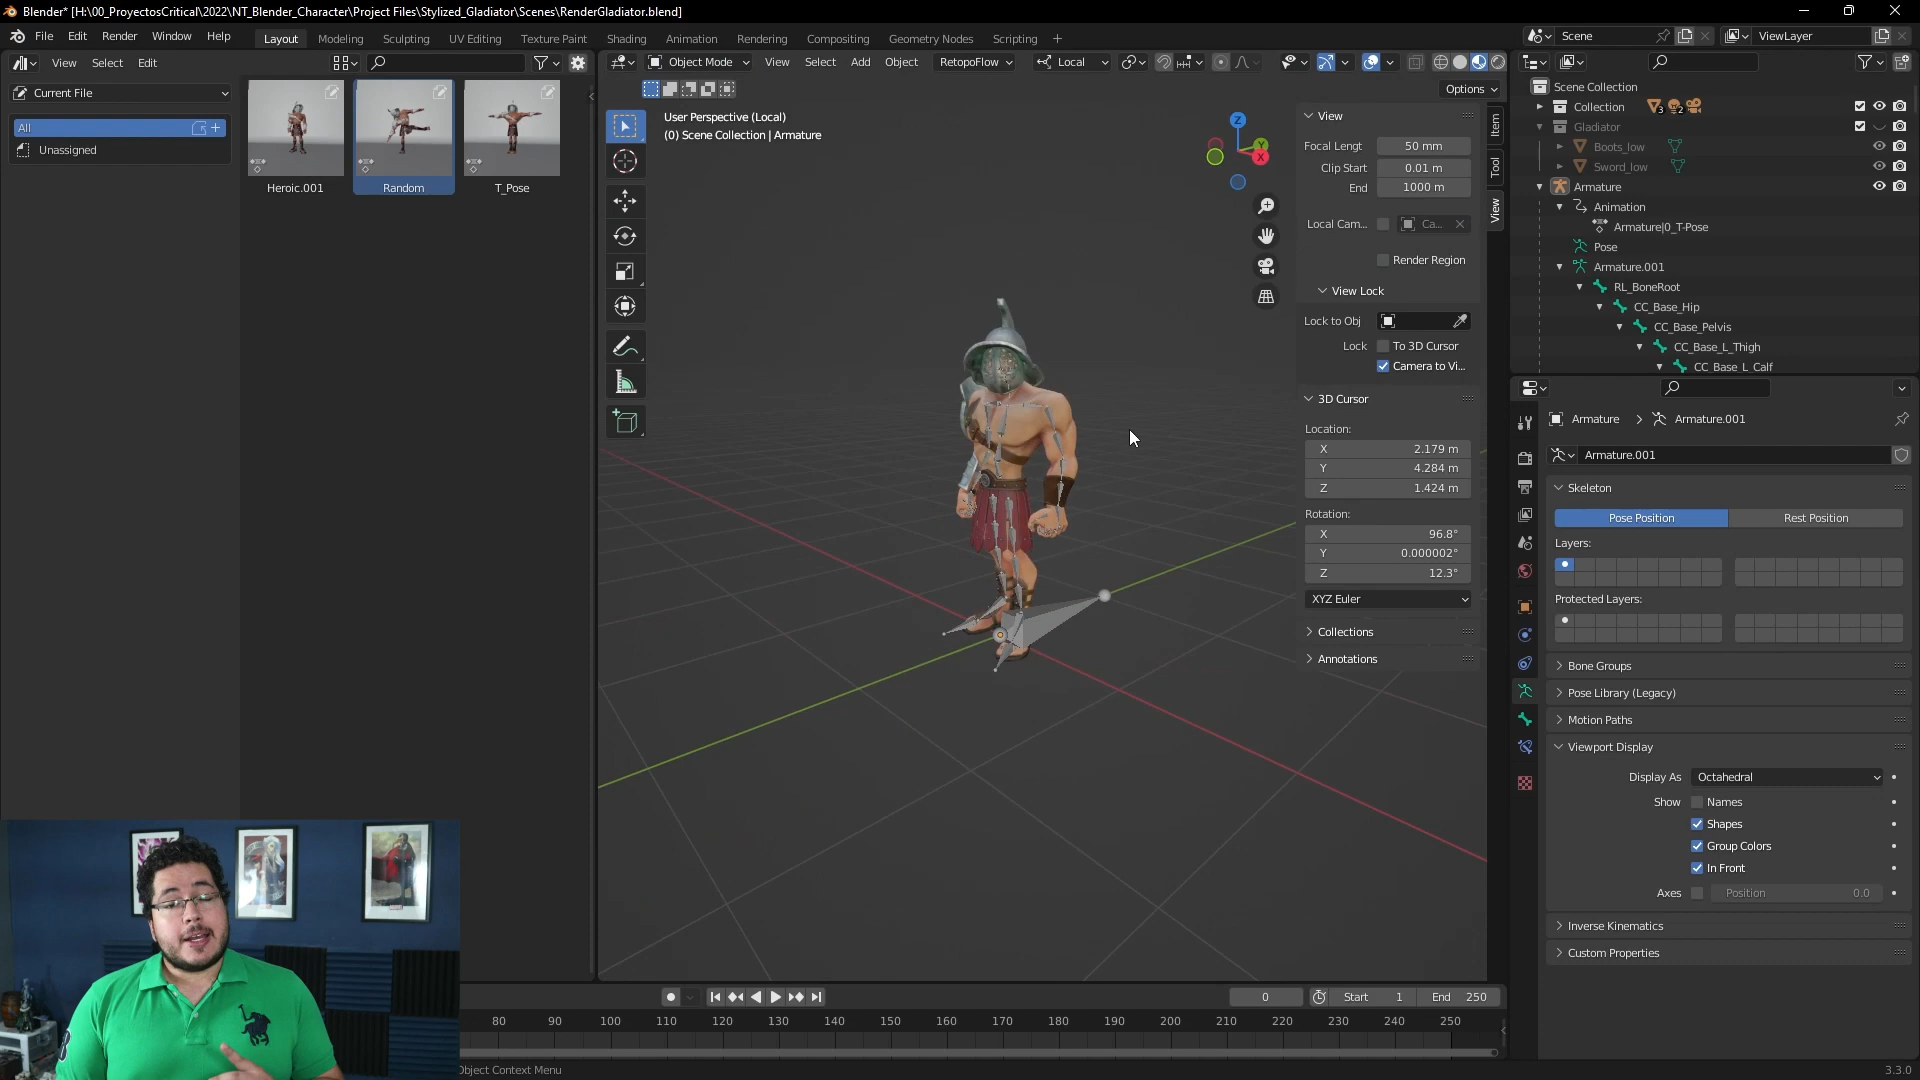 Blender* [H:\00_ProyectosCritical\2022\NT_Blender_Character\Project Files\Stylized_Gladiator\Scenes\RenderGladiator.blend]
File Edit Render Window Help Layout Modeling Sculpting UV Editing Texture Paint Shading Animation Rendering Compositing Geometry Nodes Scripting + Scene ViewLayer
View Select Edit
Object Mode View Select Add Object RetopoFlow Local
Options
Current File
All
Unassigned
Heroic.001 Random T_Pose
User Perspective (Local)
(0) Scene Collection | Armature
Z
Y
X
View
Focal Lengt 50 mm
Clip Start 0.01 m
End 1000 m
Local Cam... Ca...
Render Region
View Lock
Lock to Obj
Lock To 3D Cursor
Camera to Vi...
3D Cursor
Location:
X 2.179 m
Y 4.284 m
Z 1.424 m
Rotation:
X 96.8°
Y 0.000002°
Z 12.3°
XYZ Euler
Collections
Annotations
Item
Tool
View
Scene Collection
Collection 3 2
Gladiator
Boots_low
Sword_low
Armature
Animation
Armature|0_T-Pose
Pose
Armature.001
RL_BoneRoot
CC_Base_Hip
CC_Base_Pelvis
CC_Base_L_Thigh
CC_Base_L_Calf
Armature > Armature.001
Armature.001
Skeleton
Pose Position Rest Position
Layers:
Protected Layers:
Bone Groups
Pose Library (Legacy)
Motion Paths
Viewport Display
Display As Octahedral
Show Names
Shapes
Group Colors
In Front
Axes Position 0.0
Inverse Kinematics
Custom Properties
0 Start 1 End 250
80 90 100 110 120 130 140 150 160 170 180 190 200 210 220 230 240 250
Object Context Menu
3.3.0